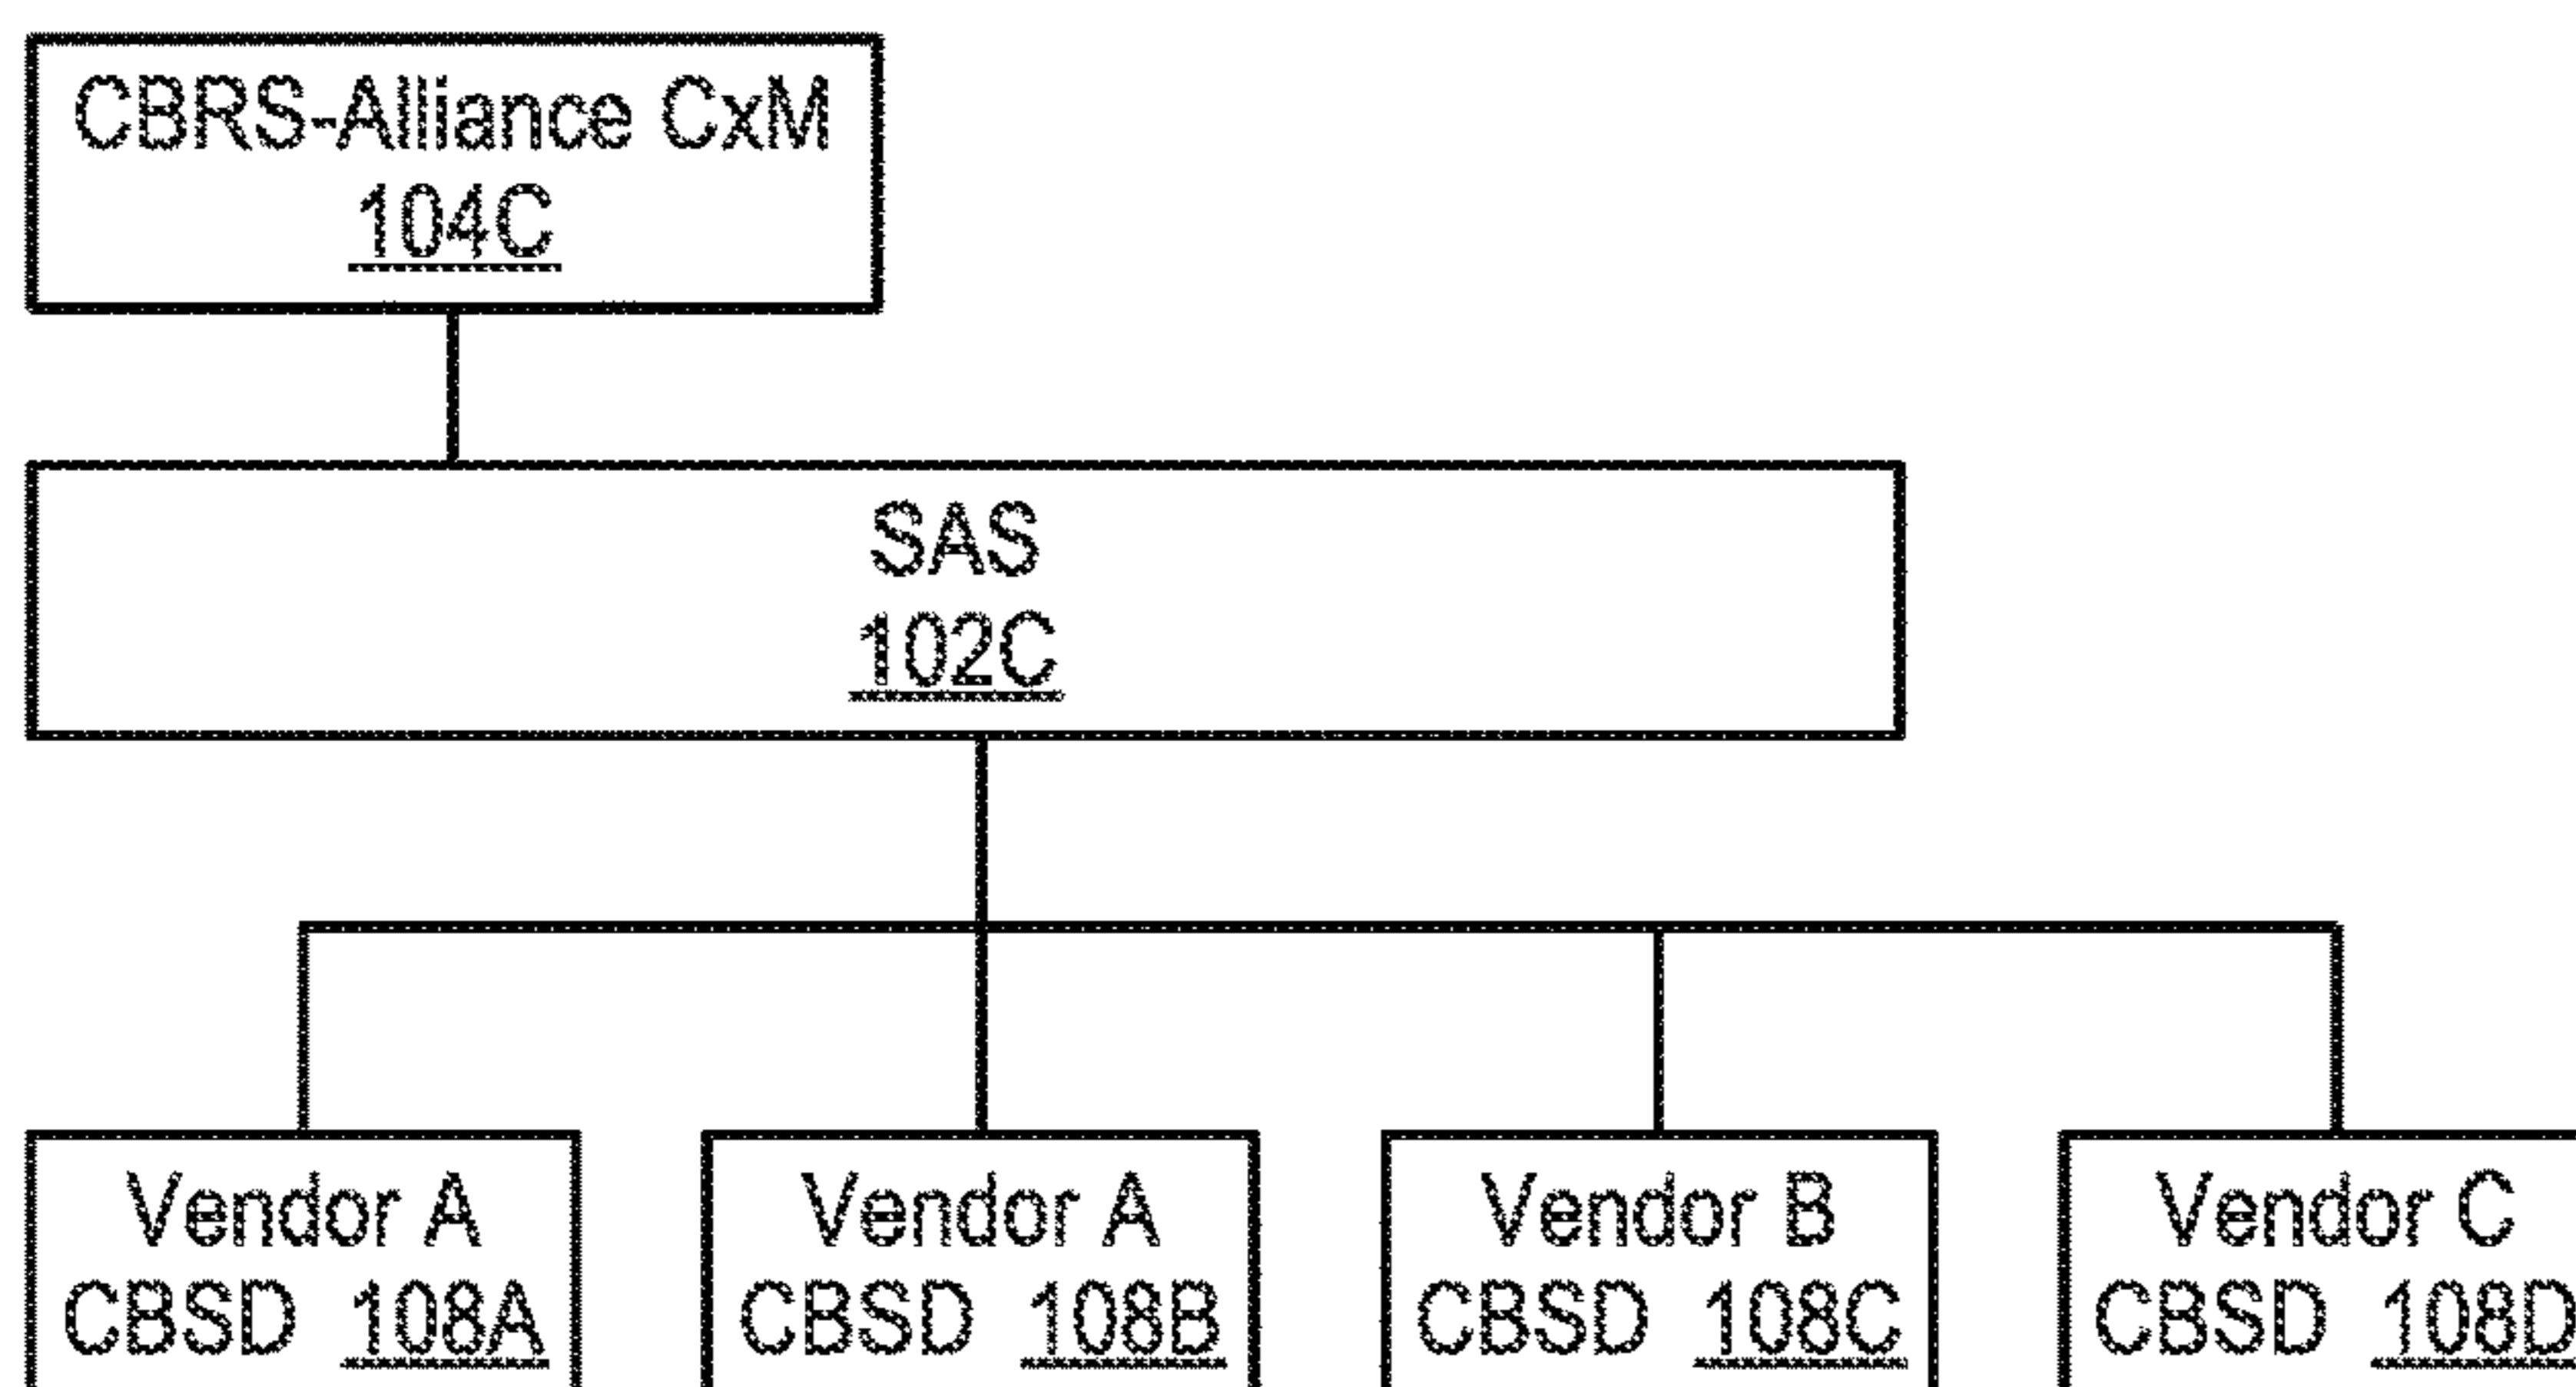 CBRS-Alliance CxM
104C
SAS
102C
Vendor A
CBSD 108A
Vendor A
CBSD 108B
Vendor B
CBSD 108C
Vendor C
CBSD 108D